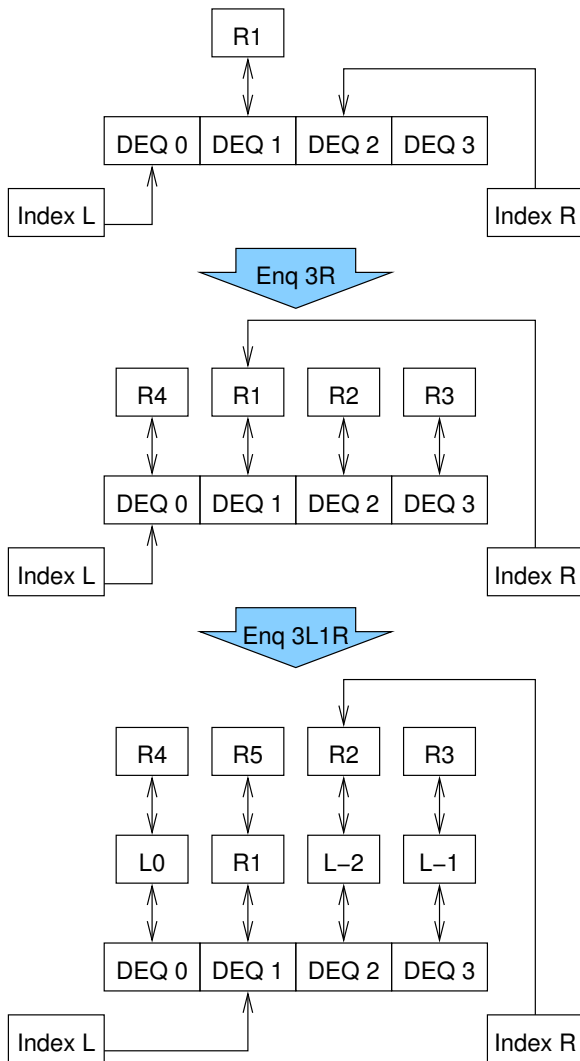 R1
DEQ 0 DEQ 1 DEQ 2 DEQ 3
Index L Index R
Enq 3R
R4 R1 R2 R3
DEQ 0 DEQ 1 DEQ 2 DEQ 3
Index L Index R
Enq 3L1R
R4 R5 R2 R3
L0 R1 L−2 L−1
DEQ 0 DEQ 1 DEQ 2 DEQ 3
Index L Index R